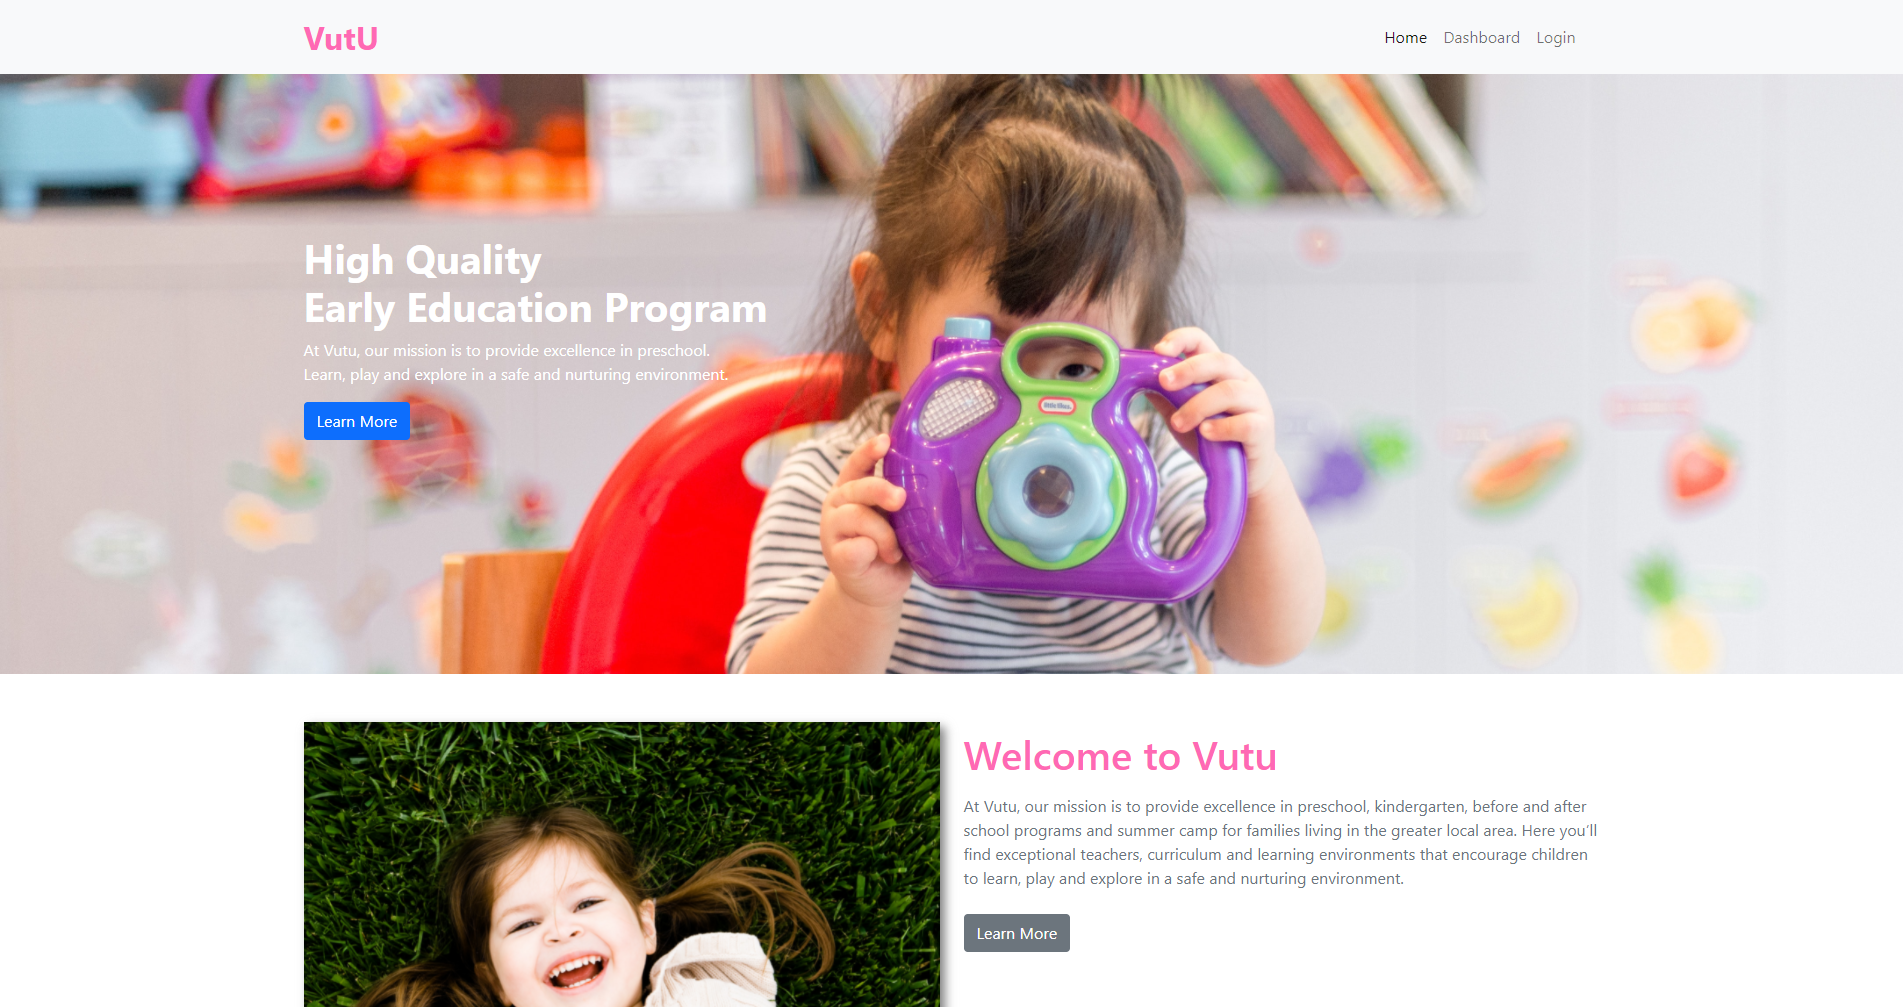 VutU
Home Dashboard Login
High Quality
Early Education Program
At Vutu, our mission is to provide excellence in preschool.
Learn, play and explore in a safe and nurturing environment.
Learn More
Welcome to Vutu
At Vutu, our mission is to provide excellence in preschool, kindergarten, before and after
school programs and summer camp for families living in the greater local area. Here you'll
find exceptional teachers, curriculum and learning environments that encourage children
to learn, play and explore in a safe and nurturing environment.
Learn More